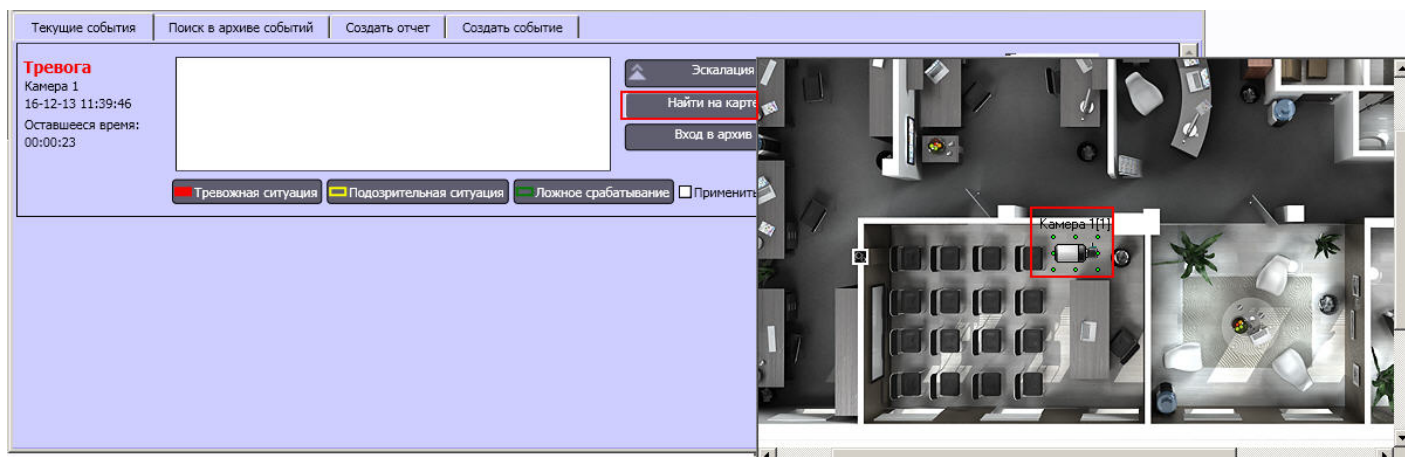 Текущие события
Поиск в архиве событий
Создать отчет
Создать событие
Тревога
Камера 1
16-12-13 11:39:46
Оставшееся время:
00:00:23
Эскалация
Найти на карте
Вход в архив
Тревожная ситуация
Подозрительная ситуация
Ложное срабатывание
Применить
Камера 1[1]